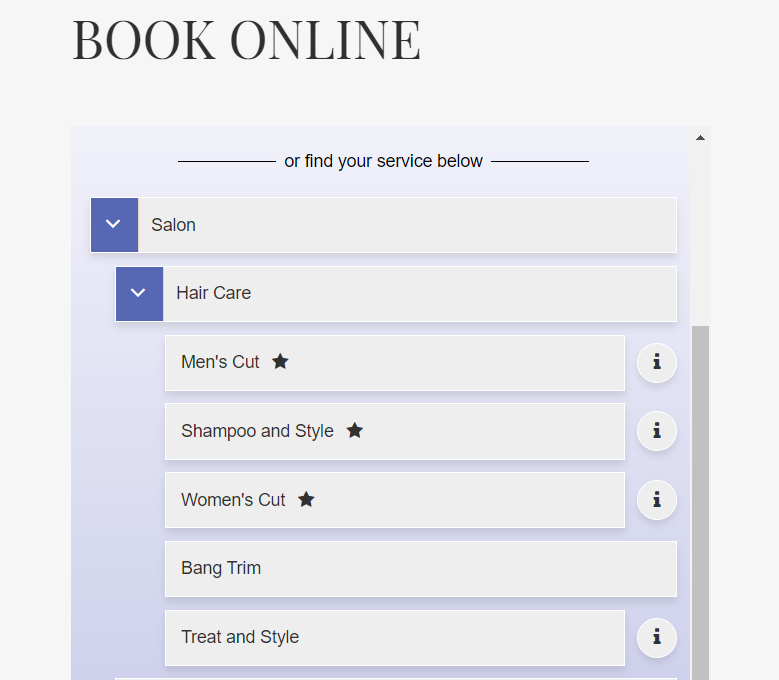 BOOK ONLINE
or find your service below
Salon
Hair Care
Men's Cut
Shampoo and Style
Women's Cut
Bang Trim
Treat and Style